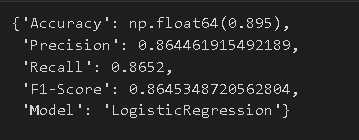 {'Accuracy': np.float64(0.895),
'Precision': 0.864461915492189,
'Recall': 0.8652,
'F1-Score': 0.8645348720562804,
'Model': 'LogisticRegression'}